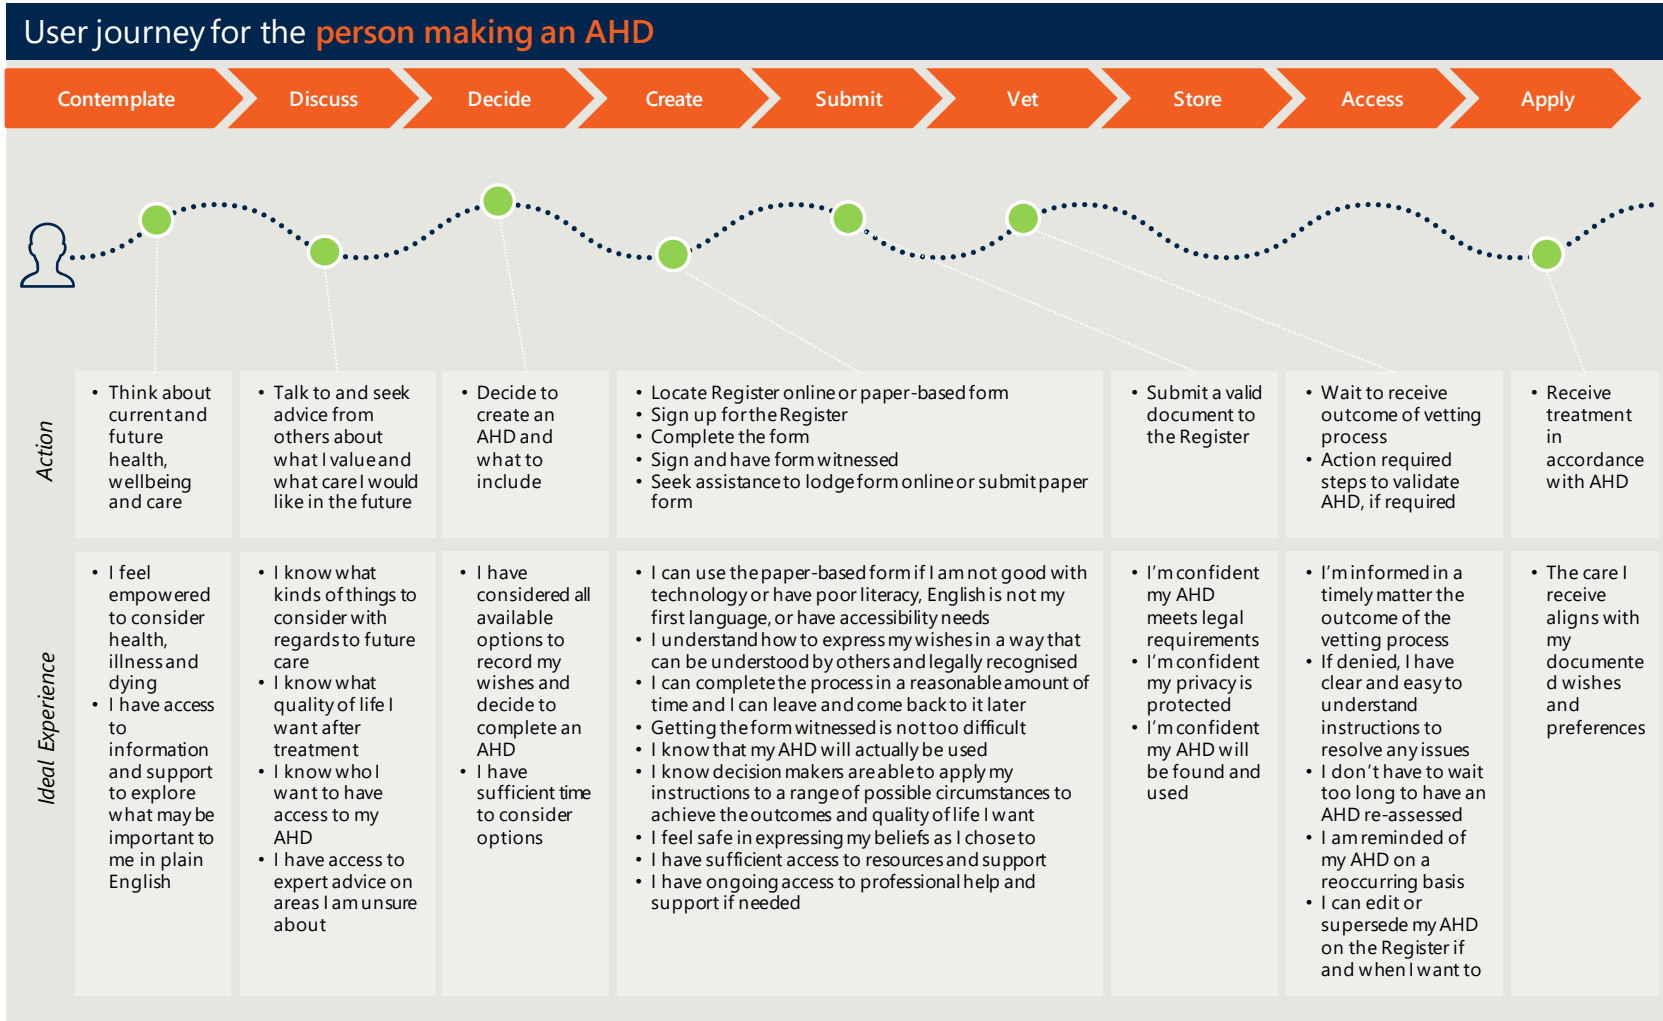 User journey for the person making an AHD
Contemplate
Discuss
Decide
Create
Submit
Vet
Store
Access
Apply
Action
• Think about
current and
future
health,
wellbeing
and care
• Talk to and seek
advice from
others about
what I value and
what care I would
like in the future
• Decide to
create an
AHD and
what to
include
• Locate Register online or paper-based form
• Sign up for the Register
• Complete the form
• Sign and have form witnessed
• Seek assistance to lodge form online or submit paper
form
• Submit a valid
document to
the Register
• Wait to receive
outcome of vetting
process
• Action required
steps to validate
AHD, if required
• Receive
treatment
in
accordance
with AHD
Ideal Experience
• I feel
empowered
to consider
health,
illness and
dying
• I have access
to
information
and support
to explore
what may be
important to
me in plain
English
• I know what
kinds of things to
consider with
regards to future
care
• I know what
quality of life I
want after
treatment
• I know who I
want to have
access to my
AHD
• I have access to
expert advice on
areas I am unsure
about
• I have
considered all
available
options to
record my
wishes and
decide to
complete an
AHD
• I have
sufficient time
to consider
options
• I can use the paper-based form if I am not good with
technology or have poor literacy, English is not my
first language, or have accessibility needs
• I understand how to express my wishes in a way that
can be understood by others and legally recognised
• I can complete the process in a reasonable amount of
time and I can leave and come back to it later
• Getting the form witnessed is not too difficult
• I know that my AHD will actually be used
• I know decision makers are able to apply my
instructions to a range of possible circumstances to
achieve the outcomes and quality of life I want
• I feel safe in expressing my beliefs as I chose to
• I have sufficient access to resources and support
• I have ongoing access to professional help and
support if needed
• I'm confident
my AHD
meets legal
requirements
• I'm confident
my privacy is
protected
• I'm confident
my AHD will
be found and
used
• I'm informed in a
timely matter the
outcome of the
vetting process
• If denied, I have
clear and easy to
understand
instructions to
resolve any issues
• I don't have to wait
too long to have an
AHD re-assessed
• I am reminded of
my AHD on a
reoccurring basis
• I can edit or
supersede my AHD
on the Register if
and when I want to
• The care I
receive
aligns with
my
documente
d wishes
and
preferences